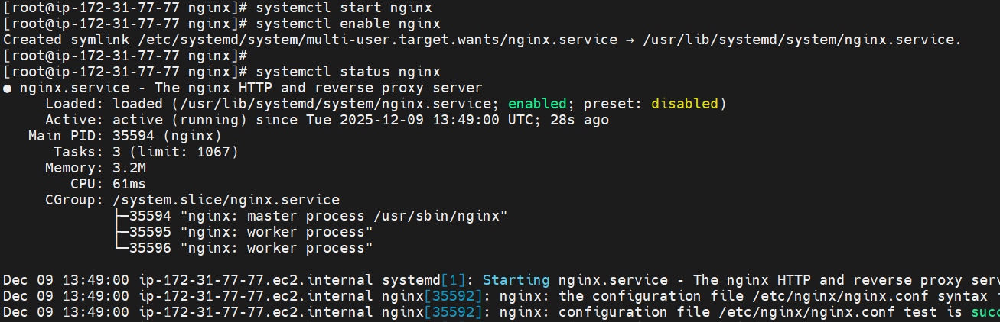 [root@ip-172-31-77-77 nginx]# systemctl start nginx
[root@ip-172-31-77-77 nginx]# systemctl enable nginx
Created symlink /etc/systemd/system/multi-user.target.wants/nginx.service → /usr/lib/systemd/system/nginx.service.
[root@ip-172-31-77-77 nginx]#
[root@ip-172-31-77-77 nginx]# systemctl status nginx
● nginx.service - The nginx HTTP and reverse proxy server
     Loaded: loaded (/usr/lib/systemd/system/nginx.service; enabled; preset: disabled)
     Active: active (running) since Tue 2025-12-09 13:49:00 UTC; 28s ago
   Main PID: 35594 (nginx)
      Tasks: 3 (limit: 1067)
     Memory: 3.2M
        CPU: 61ms
     CGroup: /system.slice/nginx.service
             ├─35594 "nginx: master process /usr/sbin/nginx"
             ├─35595 "nginx: worker process"
             └─35596 "nginx: worker process"
Dec 09 13:49:00 ip-172-31-77-77.ec2.internal systemd[1]: Starting nginx.service - The nginx HTTP and reverse proxy
Dec 09 13:49:00 ip-172-31-77-77.ec2.internal nginx[35592]: nginx: the configuration file /etc/nginx/nginx.conf syntax
Dec 09 13:49:00 ip-172-31-77-77.ec2.internal nginx[35592]: nginx: configuration file /etc/nginx/nginx.conf test is